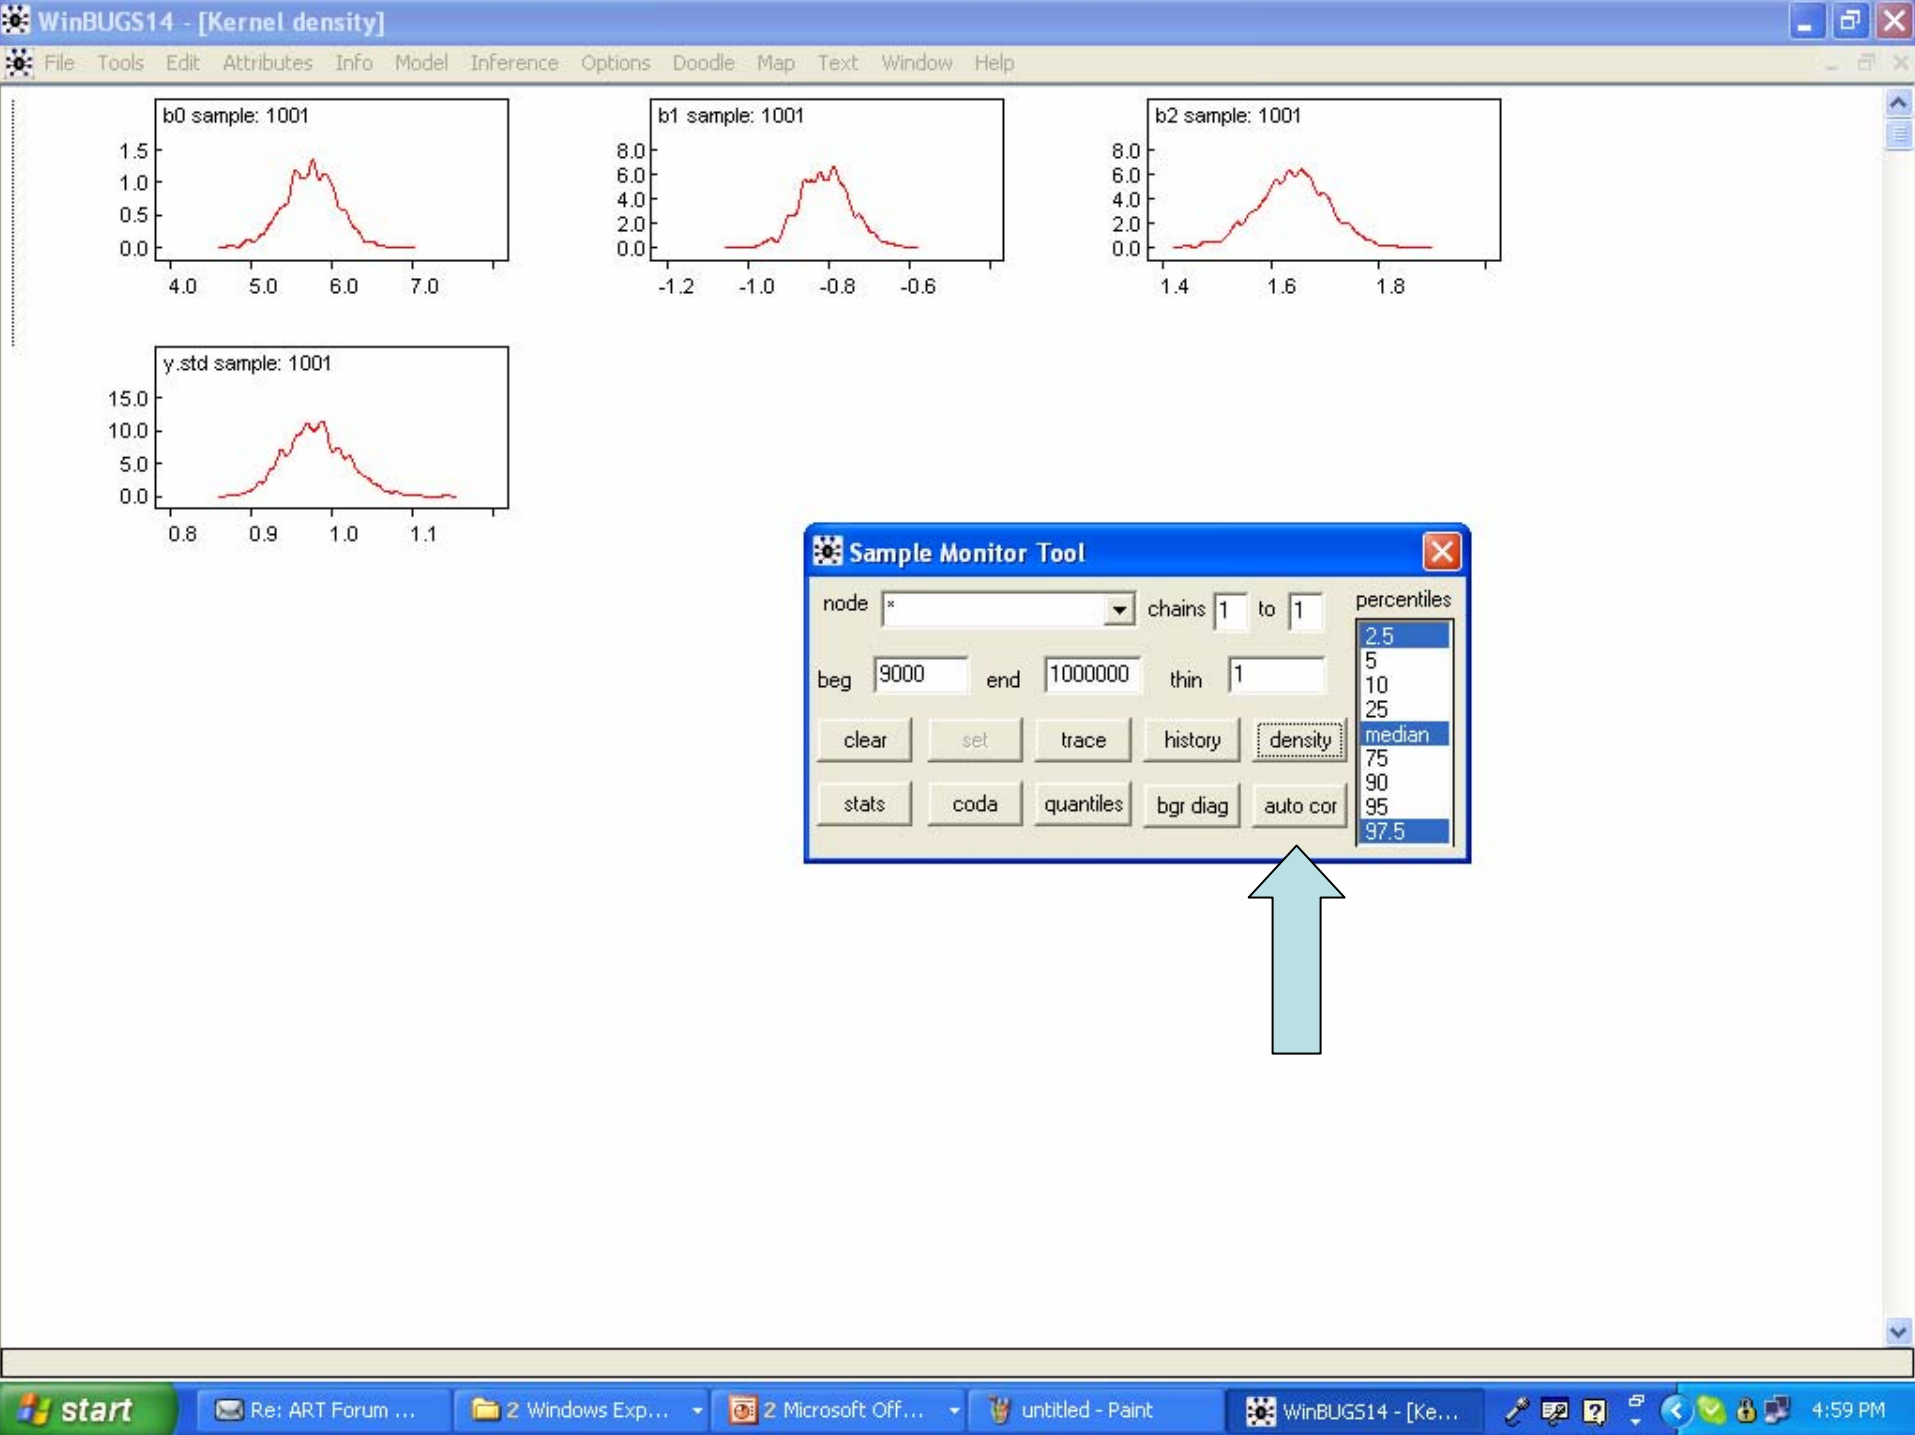 WinBUGS14 - [Kernel density]
File Tools Edit Attributes Info Model Inference Options Doodle Map Text Window Help
b0 sample: 1001
1.5
1.0
0.5
0.0
4.0 5.0 6.0 7.0
b1 sample: 1001
8.0
6.0
4.0
2.0
0.0
-1.2 -1.0 -0.8 -0.6
b2 sample: 1001
8.0
6.0
4.0
2.0
0.0
1.4 1.6 1.8
y.std sample: 1001
15.0
10.0
5.0
0.0
0.8 0.9 1.0 1.1
Sample Monitor Tool
node * chains 1 to 1
beg 9000 end 1000000 thin 1
clear set trace history density
stats coda quantiles bgr diag auto cor
percentiles
2.5
5
10
25
median
75
90
95
97.5
start Re: ART Forum ... 2 Windows Exp... 2 Microsoft Off... untitled - Paint WinBUGS14 - [Ke... 4:59 PM